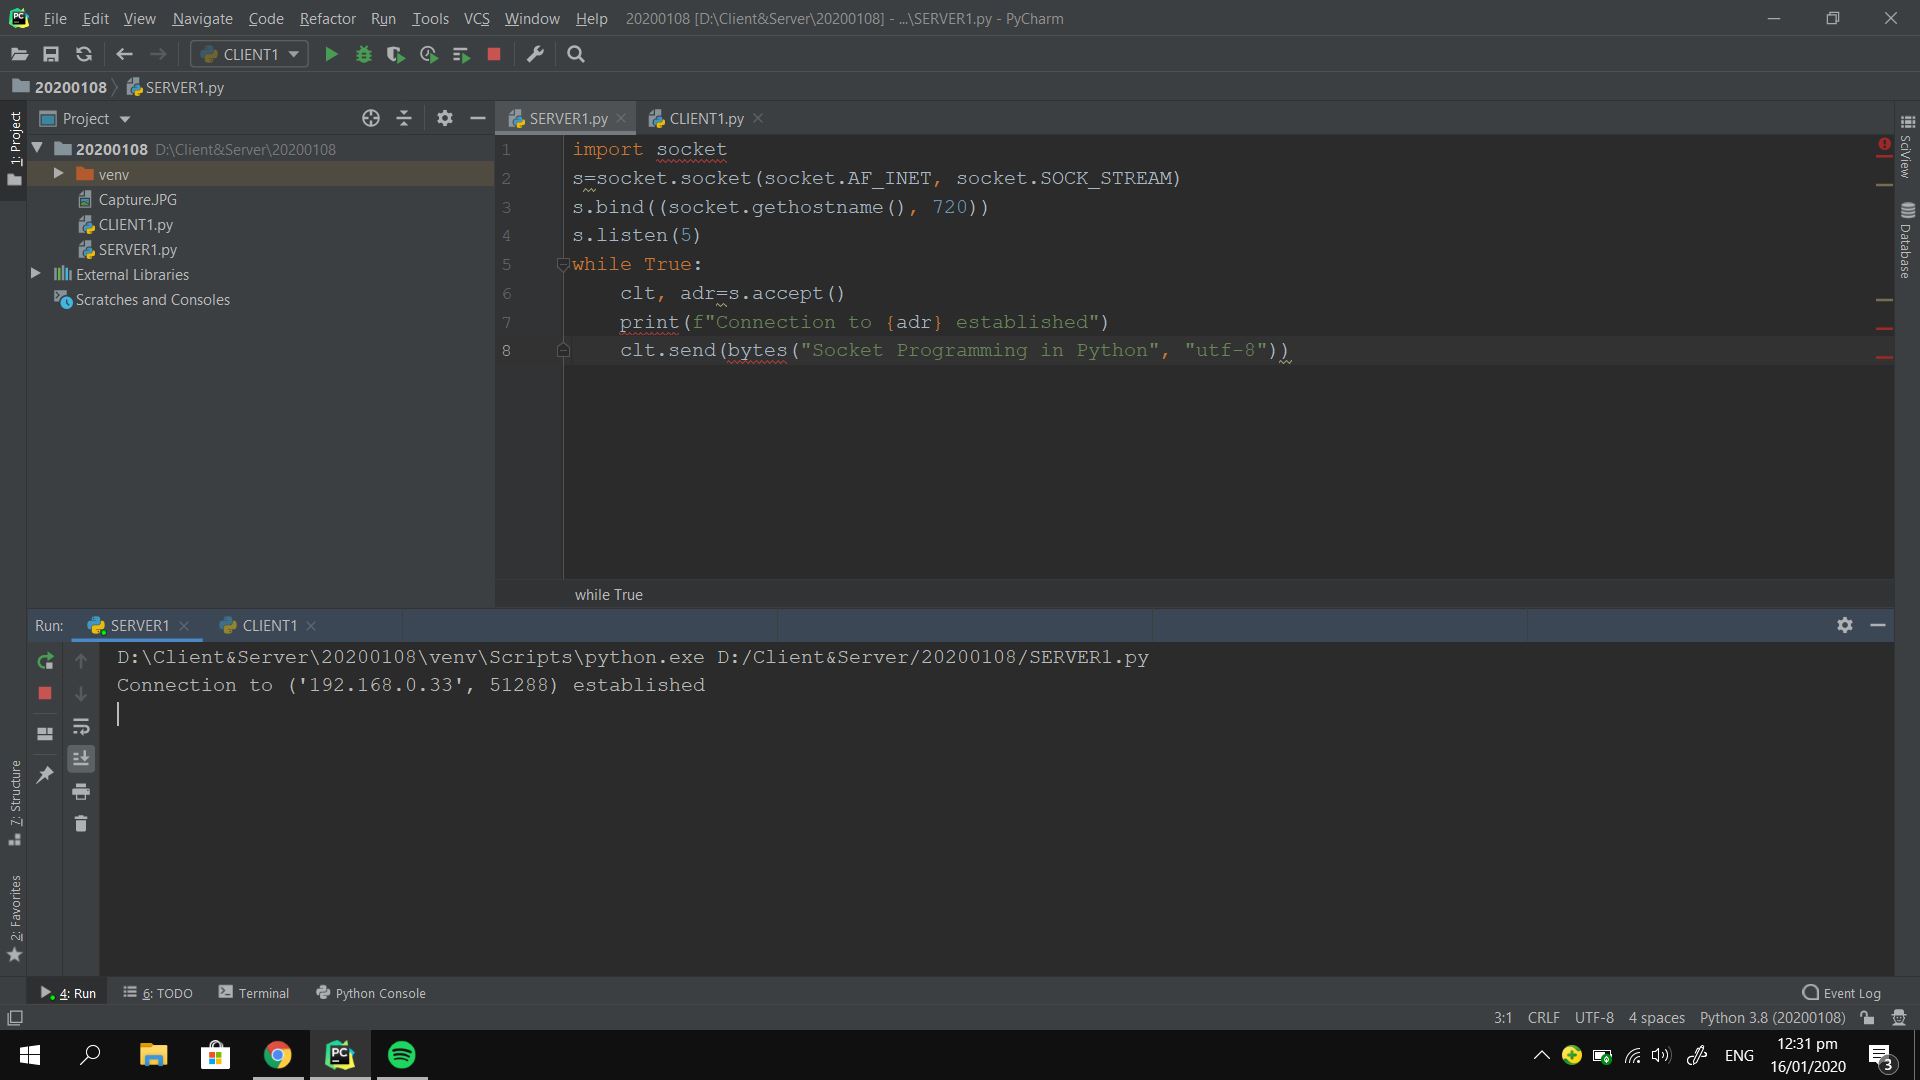 File Edit View Navigate Code Refactor Run Tools VCS Window Help 20200108 [D:\Client&Server\20200108] - ...\SERVER1.py - PyCharm
CLIENT1
20200108 SERVER1.py
1: Project
Project
SERVER1.py CLIENT1.py
20200108 D:\Client&Server\20200108
venv
Capture.JPG
CLIENT1.py
SERVER1.py
External Libraries
Scratches and Consoles
1 import socket
2 s=socket.socket(socket.AF_INET, socket.SOCK_STREAM)
3 s.bind((socket.gethostname(), 720))
4 s.listen(5)
5 while True:
6 clt, adr=s.accept()
7 print(f"Connection to {adr} established")
8 clt.send(bytes("Socket Programming in Python", "utf-8"))
SciView
Database
while True
Run: SERVER1 CLIENT1
D:\Client&Server\20200108\venv\Scripts\python.exe D:/Client&Server/20200108/SERVER1.py
Connection to ('192.168.0.33', 51288) established
7: Structure
2: Favorites
4: Run 6: TODO Terminal Python Console Event Log
3:1 CRLF UTF-8 4 spaces Python 3.8 (20200108)
PC
ENG
12:31 pm
16/01/2020
3